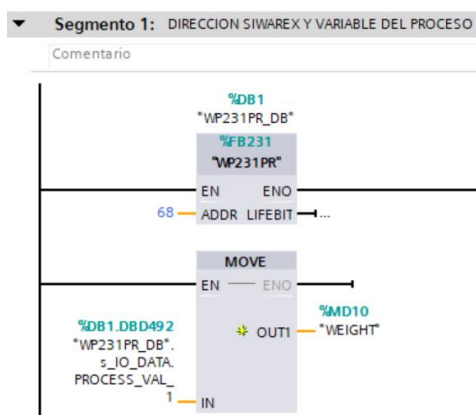 Segmento 1: DIRECCION SIWAREX Y VARIABLE DEL PROCESO
Comentario
%DB1
"WP231PR_DB"
%FB231
"WP231PR"
EN ENO
68 ADDR LIFEBIT ...
MOVE
EN ENO
%DB1.DBD492
"WP231PR_DB".
s_IO_DATA.
PROCESS_VAL_
1 IN
OUT1
%MD10
"WEIGHT"